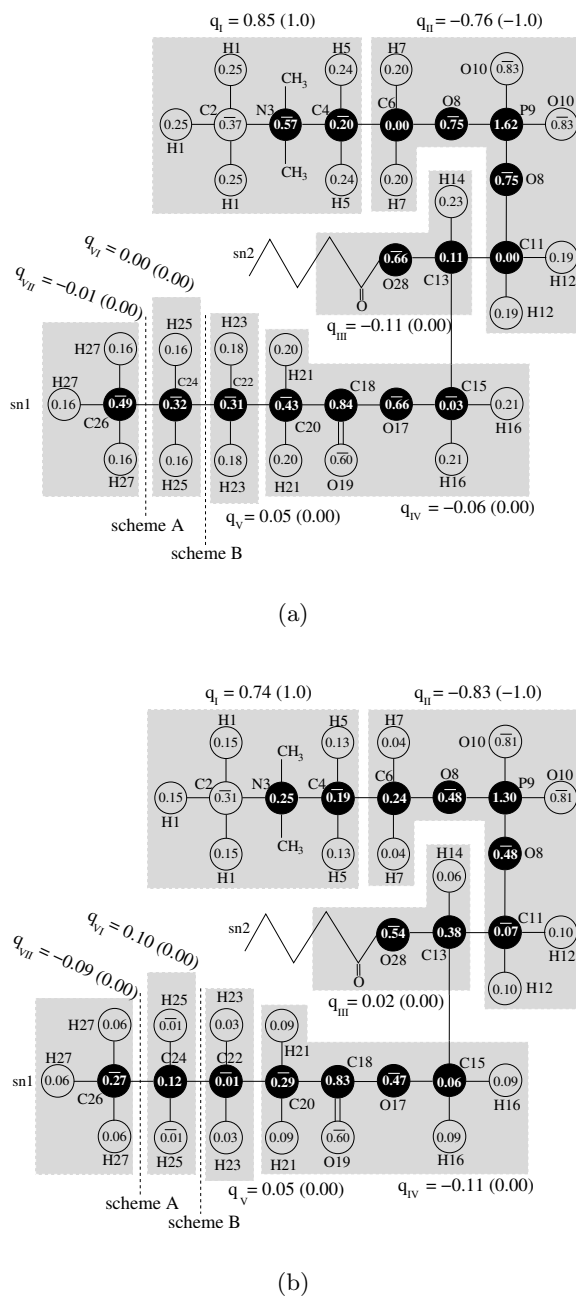 q_I = 0.85 (1.0) q_II = −0.76 (−1.0)
H1 H5 H7
O10 0.83
0.25 CH3 0.24 0.20
O10
C2 N3 C4 C6 O8 P9
0.25 0.37 0.57 0.20 0.00 0.75 1.62 0.83
H1
CH3
0.25 0.24 0.20 0.75 O8
H1 H5 H7 H14
0.23
q_VI = 0.00 (0.00) sn2 C11
0.66 0.11 0.00 0.19
O28 C13 H12
q_VII = −0.01 (0.00) O
0.19 H12
H25 H23 q_III = −0.11 (0.00)
H27 0.16 0.16 0.18 0.20
H27 C24 C22 H21 C18 C15
sn1 0.16 0.49 0.32 0.31 0.43 0.84 0.66 0.03 0.21
C26 C20 O17 H16
0.16 0.16 0.18 0.20 0.60 0.21
H27 H25 H23 H21 O19 H16
scheme A q_V = 0.05 (0.00) q_IV = −0.06 (0.00)
scheme B
(a)
q_I = 0.74 (1.0) q_II = −0.83 (−1.0)
H1 H5 H7
O10 0.81
0.15 CH3 0.13 0.04
O10
C2 N3 C4 C6 O8 P9
0.15 0.31 0.25 0.19 0.24 0.48 1.30 0.81
H1
CH3
0.15 0.13 0.04 0.48 O8
H1 H5 H7 H14
0.06
q_VI = 0.10 (0.00) sn2 C11
0.54 0.38 0.07 0.10
O28 C13 H12
q_VII = −0.09 (0.00) O
0.10 H12
H25 H23 q_III = 0.02 (0.00)
H27 0.06 0.01 0.03 0.09
H27 C24 C22 H21 C18 C15
sn1 0.06 0.27 0.12 0.01 0.29 0.83 0.47 0.06 0.09
C26 C20 O17 H16
0.06 0.01 0.03 0.09 0.60 0.09
H27 H25 H23 H21 O19 H16
scheme A q_V = 0.05 (0.00) q_IV = −0.11 (0.00)
scheme B
(b)